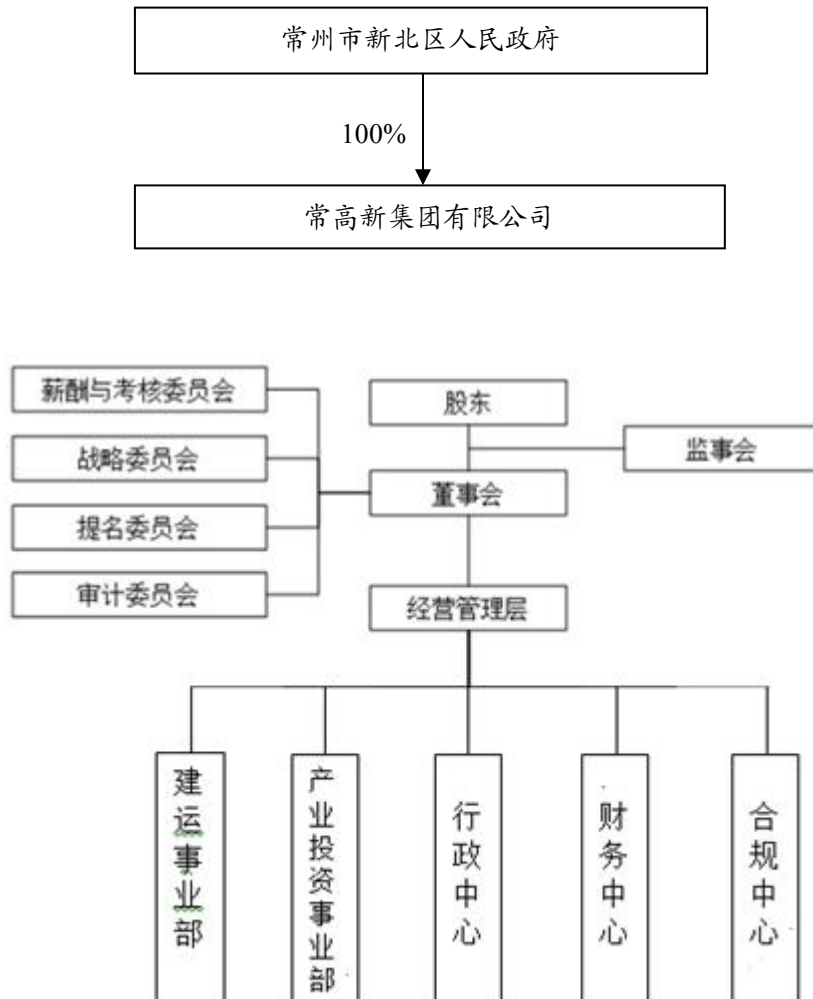 常州市新北区人民政府
100%
常高新集团有限公司
薪酬与考核委员会
股东
战略委员会
监事会
董事会
提名委员会
审计委员会
经营管理层
建运事业部
产业投资事业部
行政中心
财务中心
合规中心